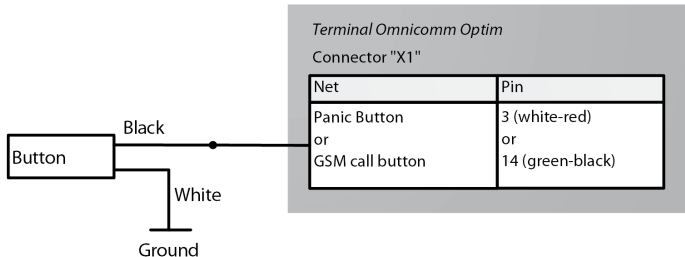 Terminal Omnicomm Optim
Connector "X1"
Net Pin
Panic Button 3 (white-red)
or or
GSM call button 14 (green-black)
Black
Button
White
Ground